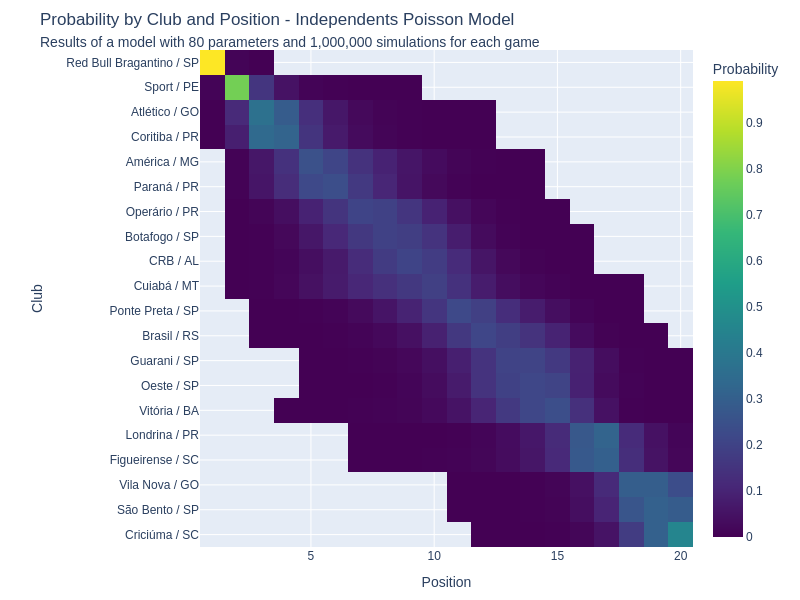 Probability by Club and Position - Independents Poisson Model
Results of a model with 80 parameters and 1,000,000 simulations for each game
Probability
Red Bull Bragantino / SP
Sport / PE
Atlético / GO
Coritiba / PR
América / MG
Paraná / PR
Operário / PR
Botafogo / SP
CRB / AL
Cuiabá / MT
Ponte Preta / SP
Brasil / RS
Guarani / SP
Oeste / SP
Vitória / BA
Londrina / PR
Figueirense / SC
Vila Nova / GO
São Bento / SP
Criciúma / SC
Club
5
10
15
20
Position
0.9
0.8
0.7
0.6
0.5
0.4
0.3
0.2
0.1
0